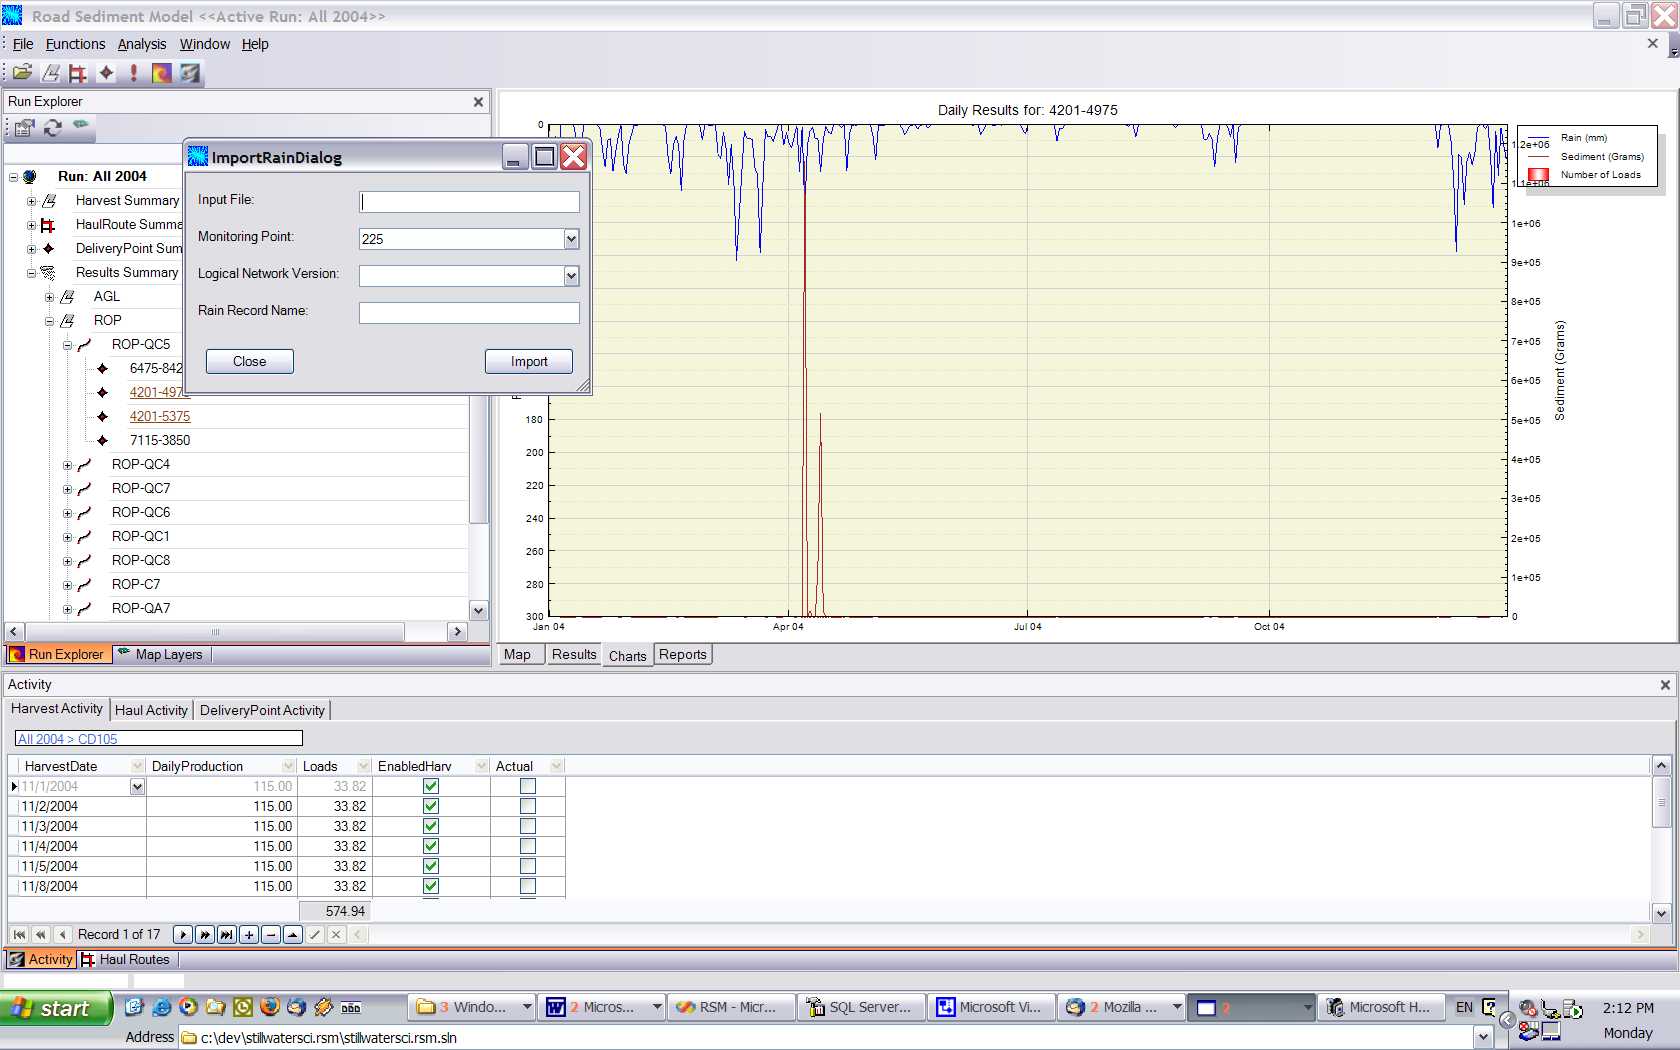 Road Sediment Model <<Active Run: All 2004>>
File Functions Analysis Window Help
Run Explorer
Run: All 2004
Harvest Summary
HaulRoute Summa
DeliveryPoint Sum
Results Summary
AGL
ROP
ROP-QC5
6475-842
4201-497
4201-5375
7115-3850
ROP-QC4
ROP-QC7
ROP-QC6
ROP-QC1
ROP-QC8
ROP-C7
ROP-QA7
Run Explorer Map Layers
ImportRainDialog
Input File:
Monitoring Point: 225
Logical Network Version:
Rain Record Name:
Close Import
Daily Results for: 4201-4975
0
180
200
220
240
260
280
300
Jan 04 Apr 04 Jul 04 Oct 04
Rain (mm)
Sediment (Grams)
Number of Loads
1.2e+06
1.1e+06
1e+06
9e+05
8e+05
7e+05
6e+05
5e+05
4e+05
3e+05
2e+05
1e+05
0
Sediment (Grams)
Map Results Charts Reports
Activity
Harvest Activity Haul Activity DeliveryPoint Activity
All 2004 > CD105
HarvestDate DailyProduction Loads EnabledHarv Actual
11/1/2004 115.00 33.82
11/2/2004 115.00 33.82
11/3/2004 115.00 33.82
11/4/2004 115.00 33.82
11/5/2004 115.00 33.82
11/8/2004 115.00 33.82
574.94
Record 1 of 17
Activity Haul Routes
start 3 Windo... 2 Micros... RSM - Micr... SQL Server... Microsoft Vi... 2 Mozilla ... 2 Microsoft H... EN 2:12 PM
Address c:\dev\stillwatersci.rsm\stillwatersci.rsm.sln Monday